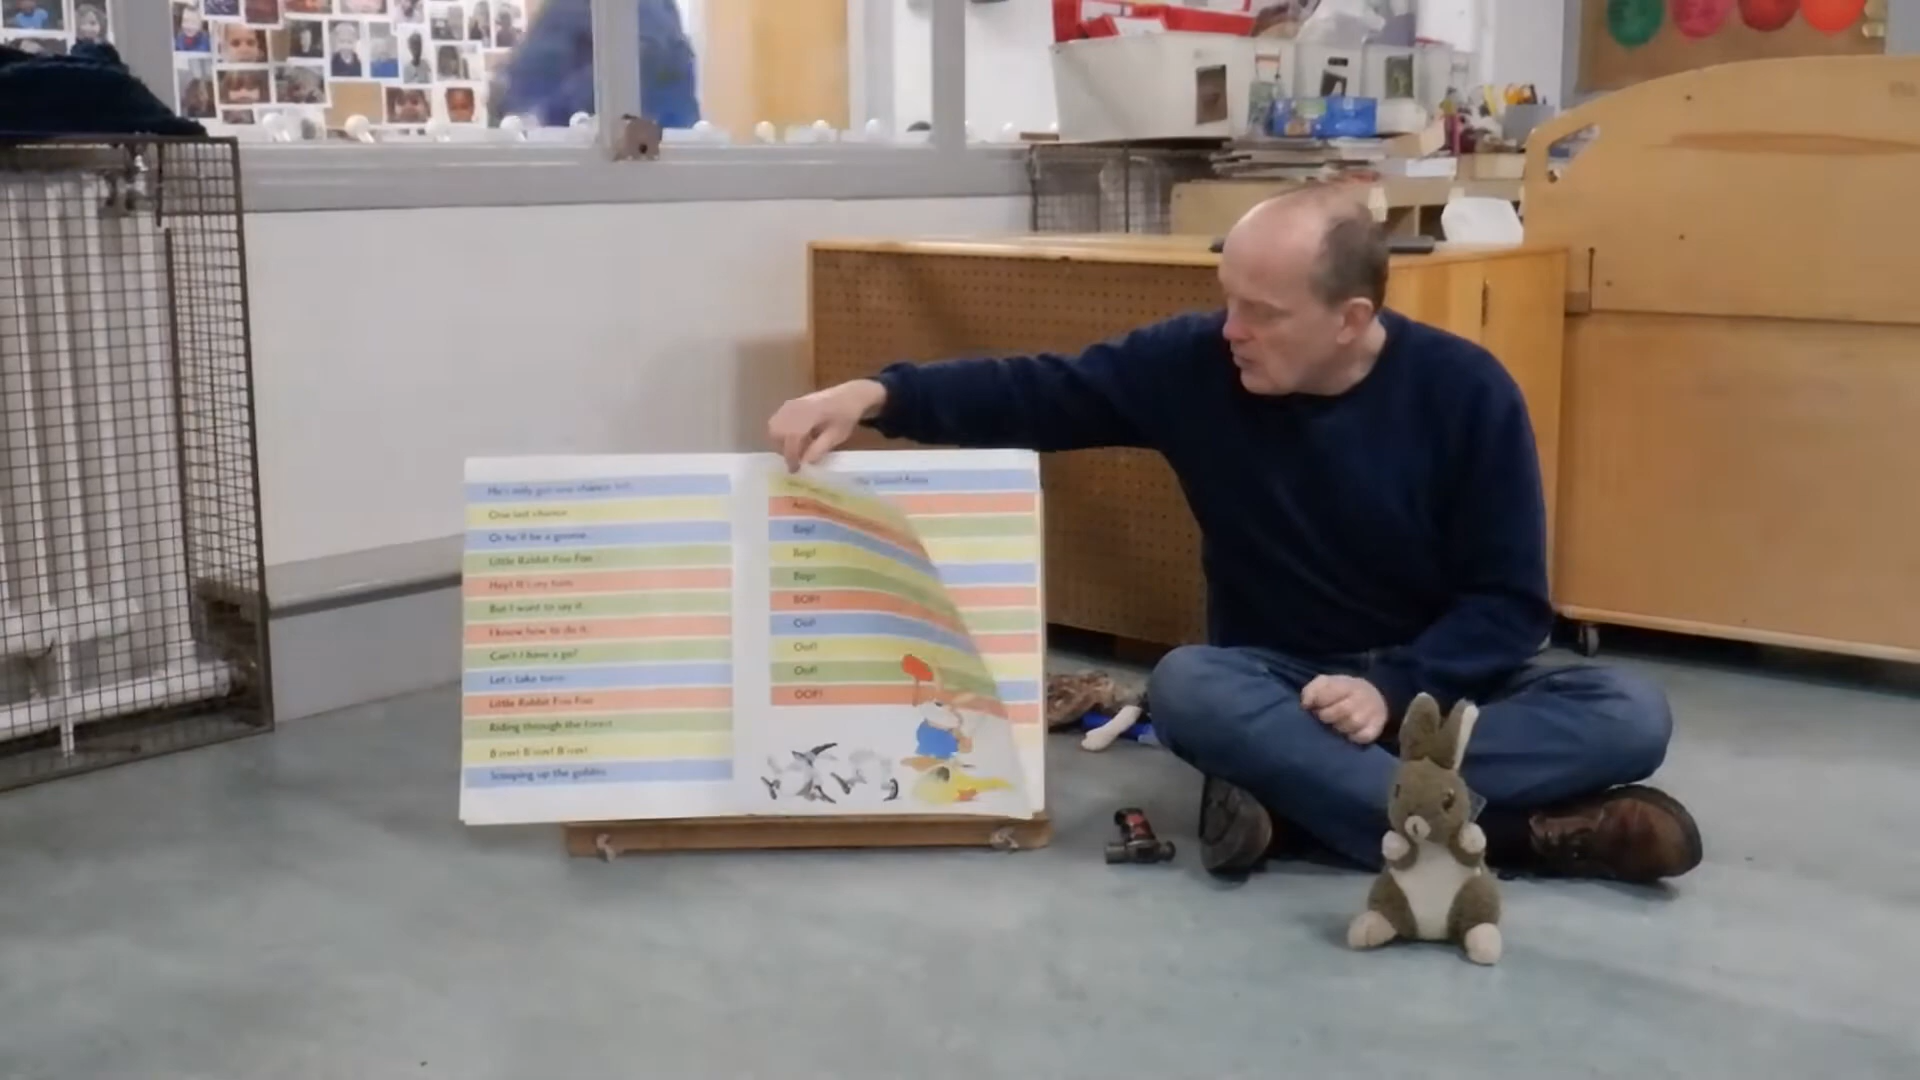 He's only got one chance left.
One last chance
Or he'll be a goonie.
Little Rabbit Foo Foo
Hey! It's my turn.
But I want to say it.
I know how to do it.
Can't I have a go?
Let's take turns.
Little Rabbit Foo Foo
Riding through the forest
B'rrm! B'rrm! B'rrm!
Scooping up the goblins
The
Bop!
Bop!
Bop!
BOP!
Oof!
Oof!
Oof!
OOF!